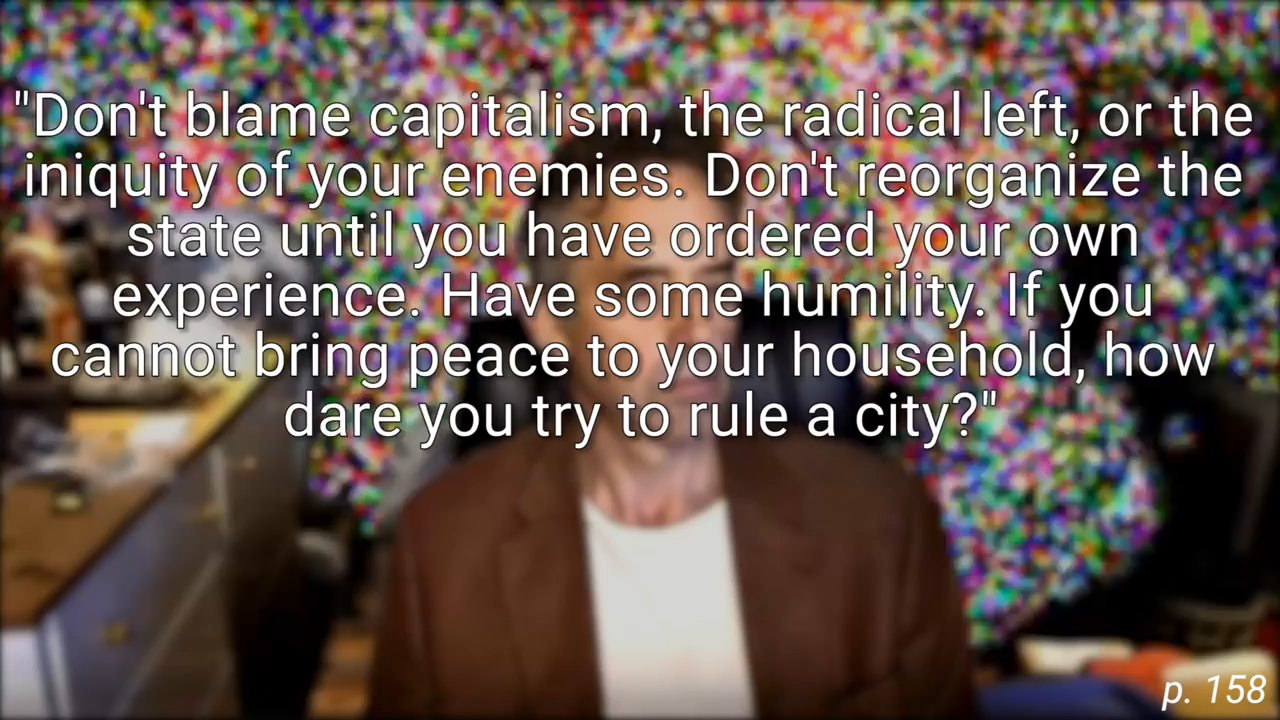 "Don't blame capitalism, the radical left, or the
iniquity of your enemies. Don't reorganize the
state until you have ordered your own
experience. Have some humility. If you
cannot bring peace to your household, how
dare you try to rule a city?"
p. 158